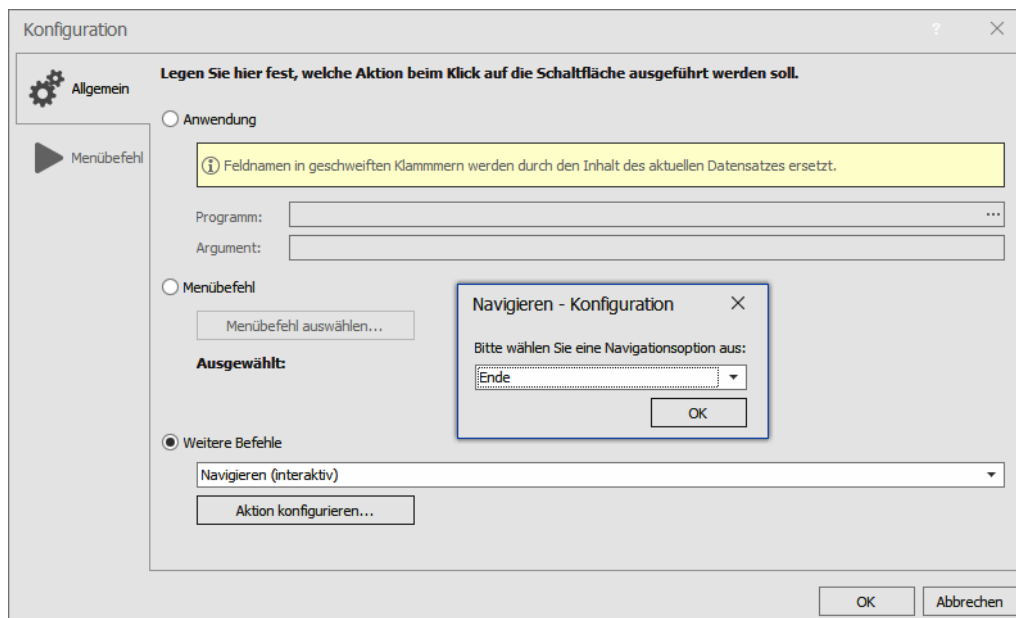 Konfiguration
?
Allgemein
Menübefehl
Legen Sie hier fest, welche Aktion beim Klick auf die Schaltfläche ausgeführt werden soll.
Anwendung
Feldnamen in geschweiften Klammmern werden durch den Inhalt des aktuellen Datensatzes ersetzt.
Programm:
...
Argument:
Menübefehl
Menübefehl auswählen...
Ausgewählt:
Navigieren - Konfiguration
Bitte wählen Sie eine Navigationsoption aus:
Ende
OK
Weitere Befehle
Navigieren (interaktiv)
Aktion konfigurieren...
OK
Abbrechen